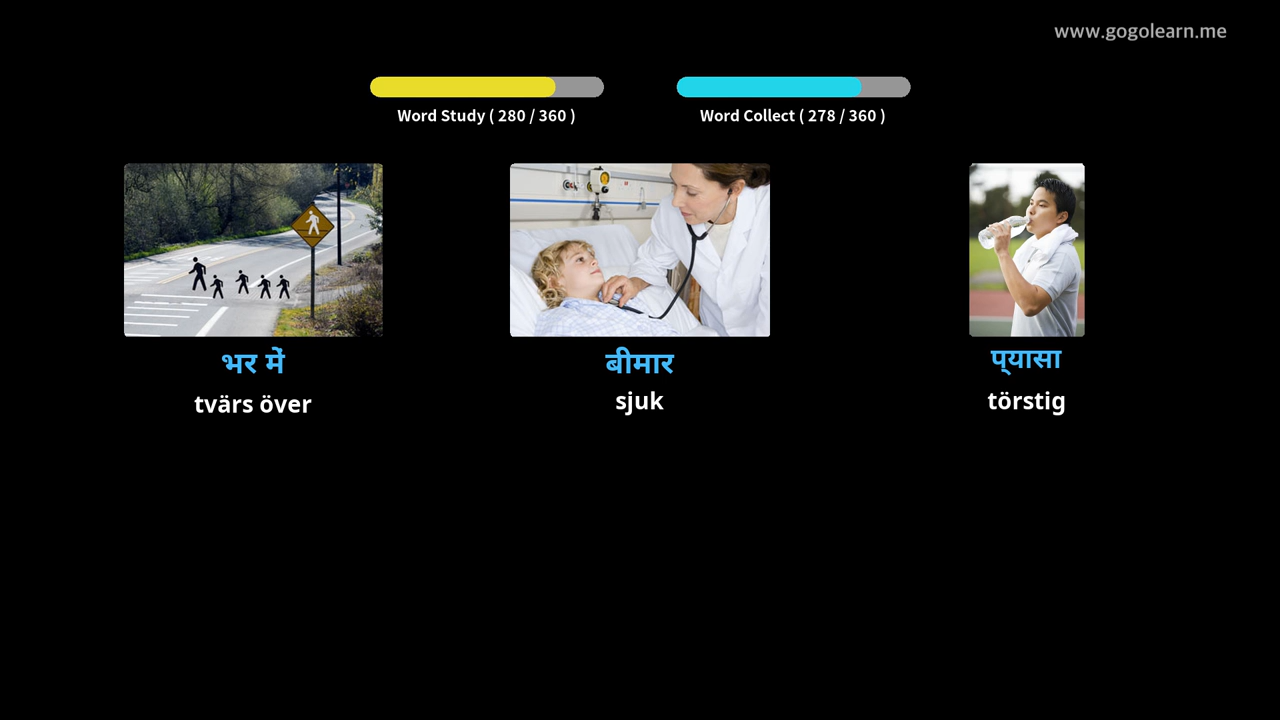 www.gogolearn.me
Word Study ( 280 / 360 )
Word Collect ( 278 / 360 )
भर में
tvärs över
बीमार
sjuk
प्यासा
törstig